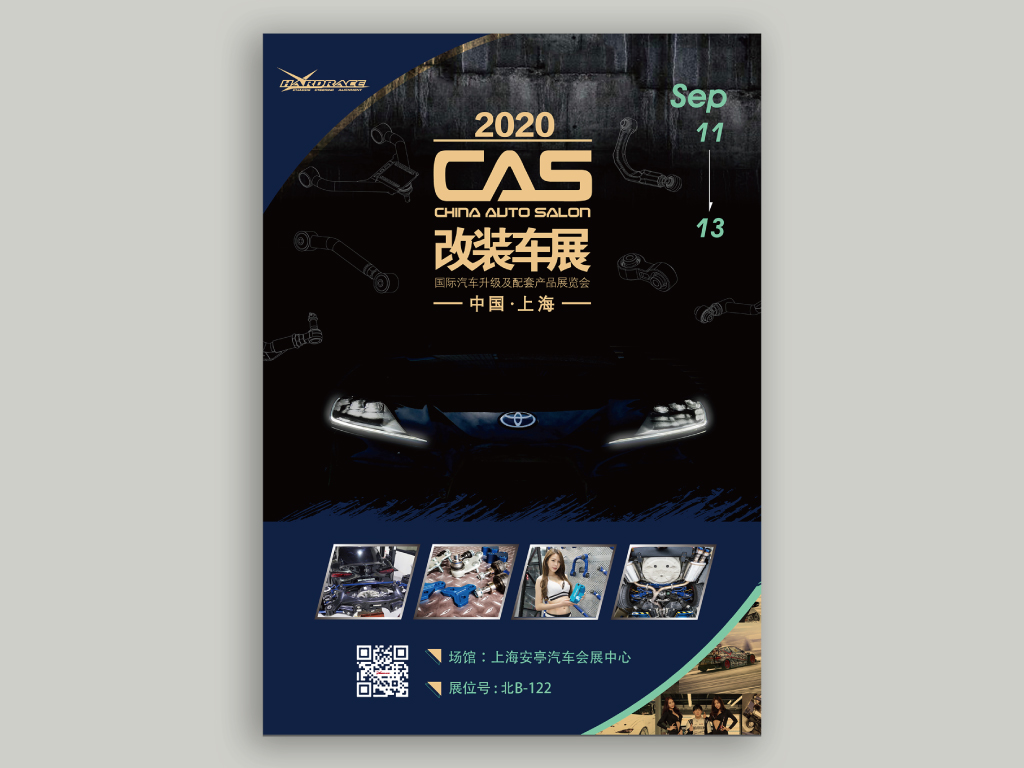 HARDRACE
Sep
11
13
2020
CAS
CHINA AUTO SALON
改装车展
国际汽车升级及配套产品展览会
中国·上海
场馆：上海安亭汽车会展中心
展位号：北B-122